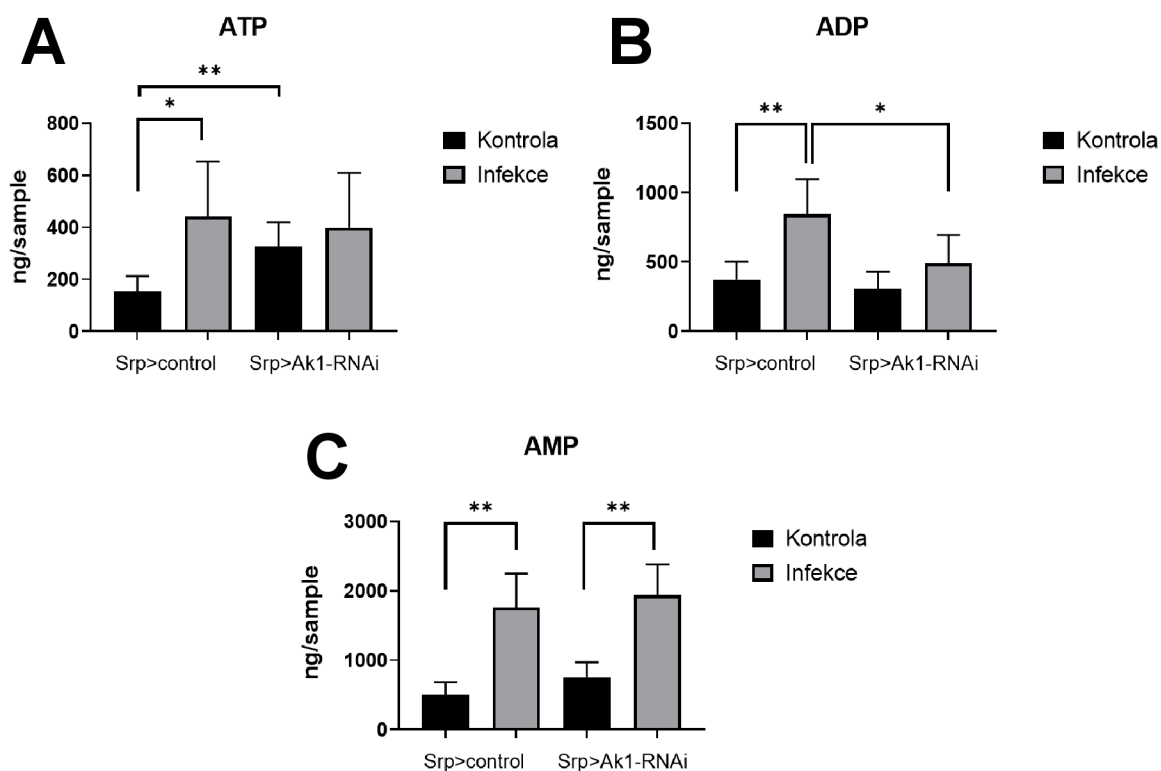 A
ATP
**
*
800
600
400
200
0
ng/sample
Srp>control
Srp>Ak1-RNAi
Kontrola
Infekce
B
ADP
**
*
1500
1000
500
0
ng/sample
Srp>control
Srp>Ak1-RNAi
Kontrola
Infekce
C
AMP
**
**
3000
2000
1000
0
ng/sample
Srp>control
Srp>Ak1-RNAi
Kontrola
Infekce